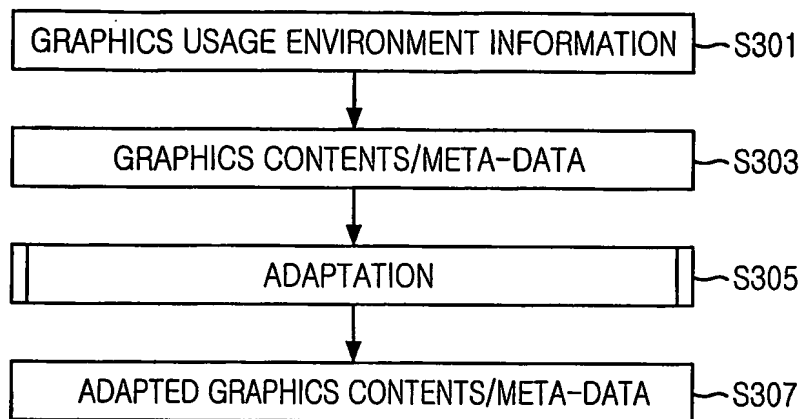 GRAPHICS USAGE ENVIRONMENT INFORMATION S301
GRAPHICS CONTENTS/META-DATA S303
ADAPTATION S305
ADAPTED GRAPHICS CONTENTS/META-DATA S307